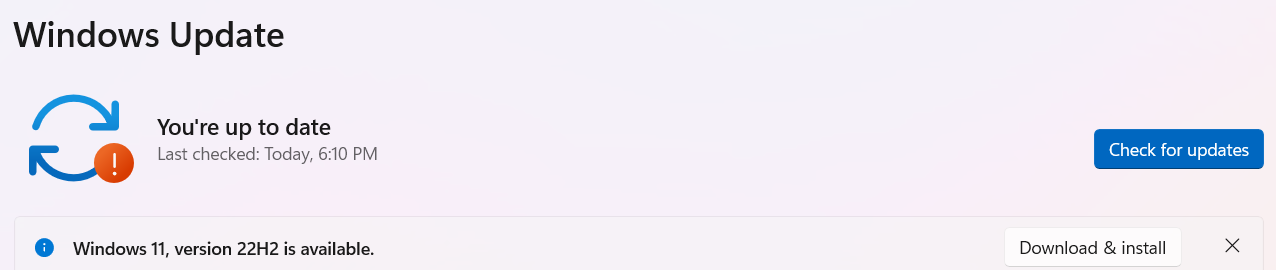 Windows Update
You're up to date
Last checked: Today, 6:10 PM
Check for updates
Windows 11, version 22H2 is available.
Download & install